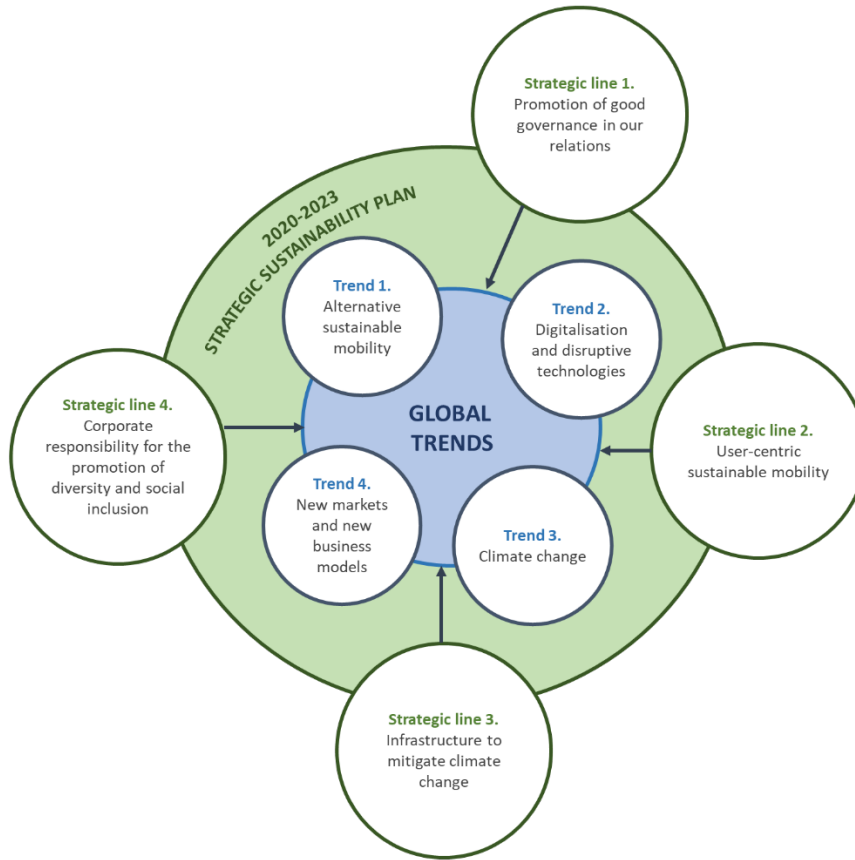 Strategic line 1.
Promotion of good
governance in our
relations
2020-2023
STRATEGIC SUSTAINABILITY PLAN
Trend 1.
Alternative
sustainable
mobility
Trend 2.
Digitalisation
and disruptive
technologies
Strategic line 4.
Corporate
responsibility for the
promotion of
diversity and social
inclusion
GLOBAL
TRENDS
Strategic line 2.
User-centric
sustainable mobility
Trend 4.
New markets
and new
business
models
Trend 3.
Climate change
Strategic line 3.
Infrastructure to
mitigate climate
change